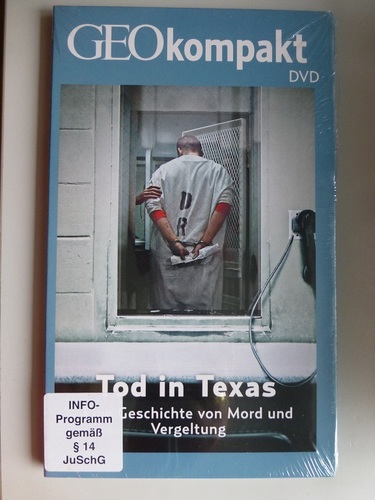 GEOkompakt
DVD
D
R
Tod in Texas
Geschichte von Mord und
Vergeltung
INFO-
Programm
gemäß
§ 14
JuSchG